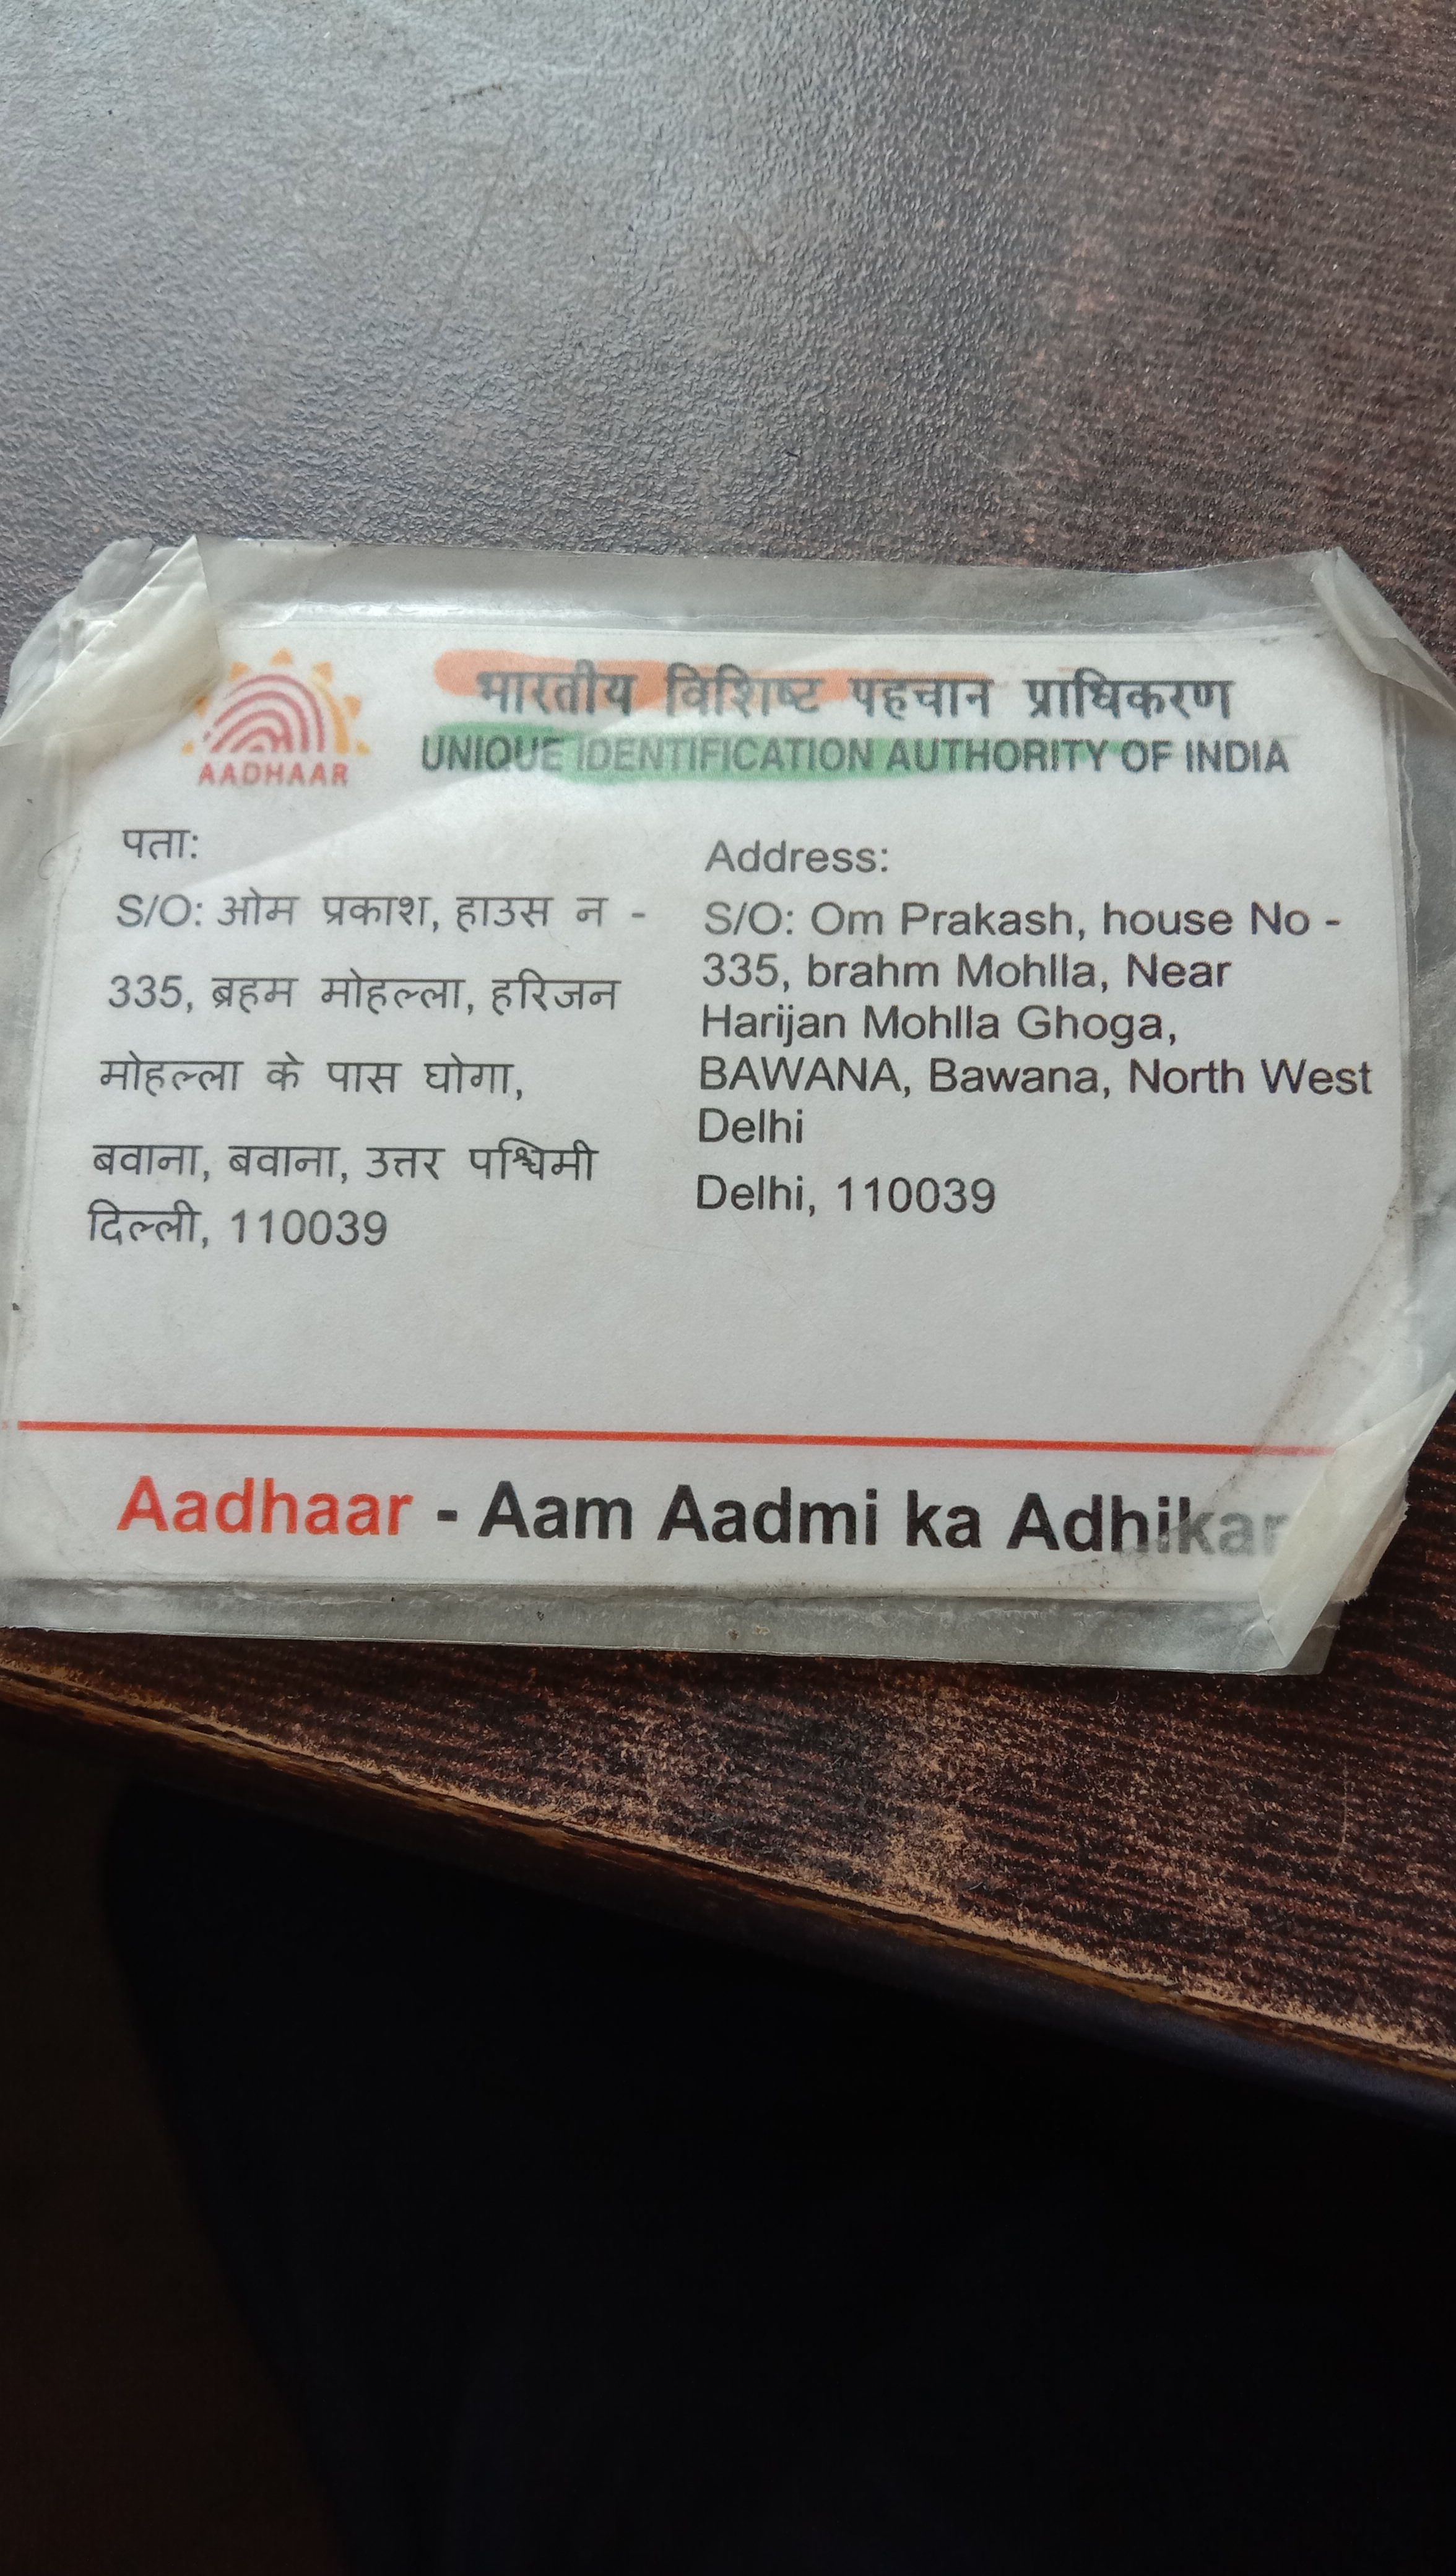 भारतीय विशिष्ट पहचान प्राधिकरण
UNIQUE IDENTIFICATION AUTHORITY OF INDIA
AADHAAR
पता:
S/O: ओम प्रकाश, हाउस न -
335, ब्रहम मोहल्ला, हरिजन
मोहल्ला के पास घोगा,
बवाना, बवाना, उत्तर पश्चिमी
दिल्ली, 110039
Address:
S/O: Om Prakash, house No -
335, brahm Mohlla, Near
Harijan Mohlla Ghoga,
BAWANA, Bawana, North West
Delhi
Delhi, 110039
Aadhaar - Aam Aadmi ka Adhikar